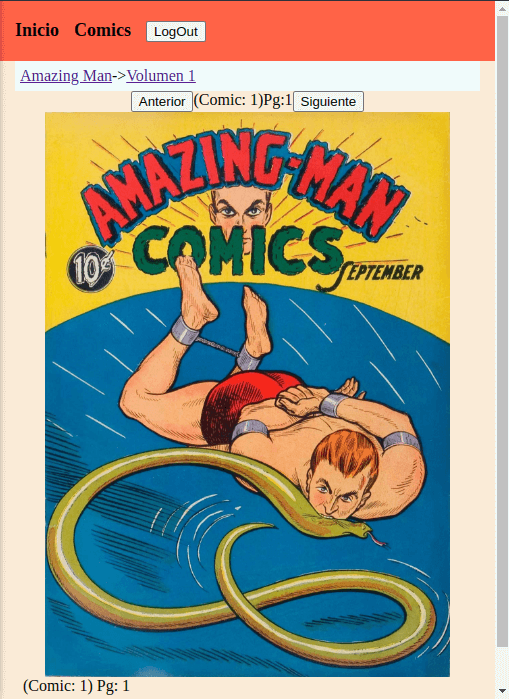 Inicio Comics LogOut
Amazing Man->Volumen 1
Anterior (Comic: 1)Pg:1 Siguiente
AMAZING-MAN
COMICS
10¢
SEPTEMBER
(Comic: 1) Pg: 1